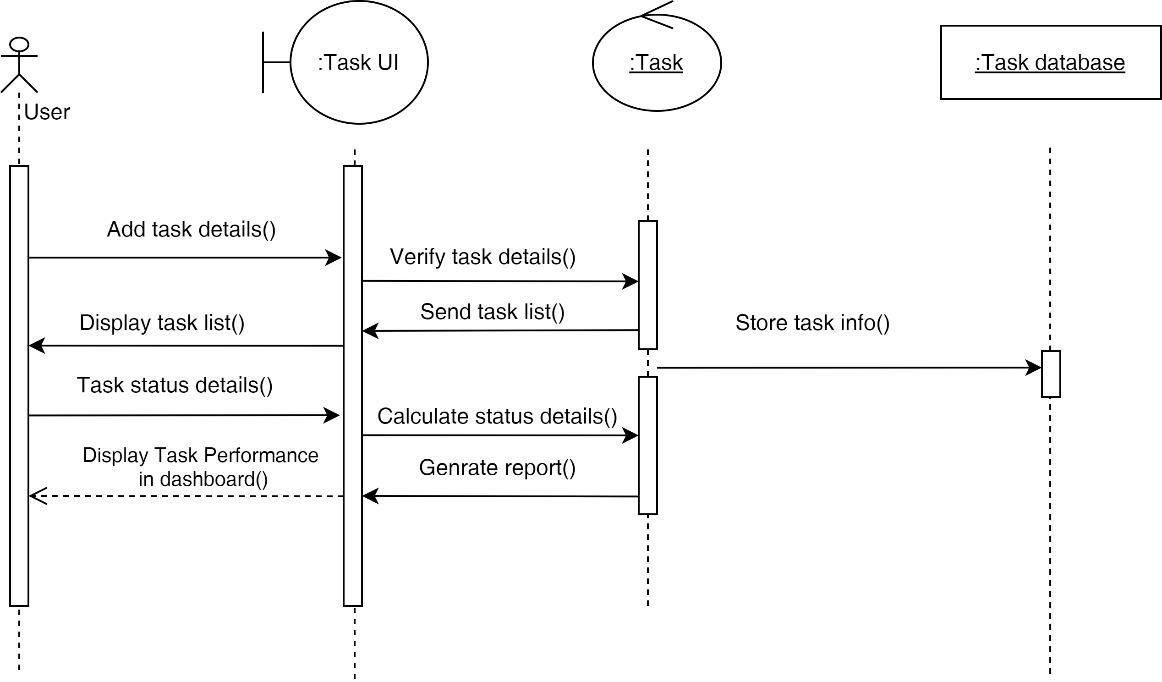 :Task UI
:Task
:Task database
User
Add task details()
Verify task details()
Send task list()
Display task list()
Store task info()
Task status details()
Calculate status details()
Display Task Performance
in dashboard()
Genrate report()